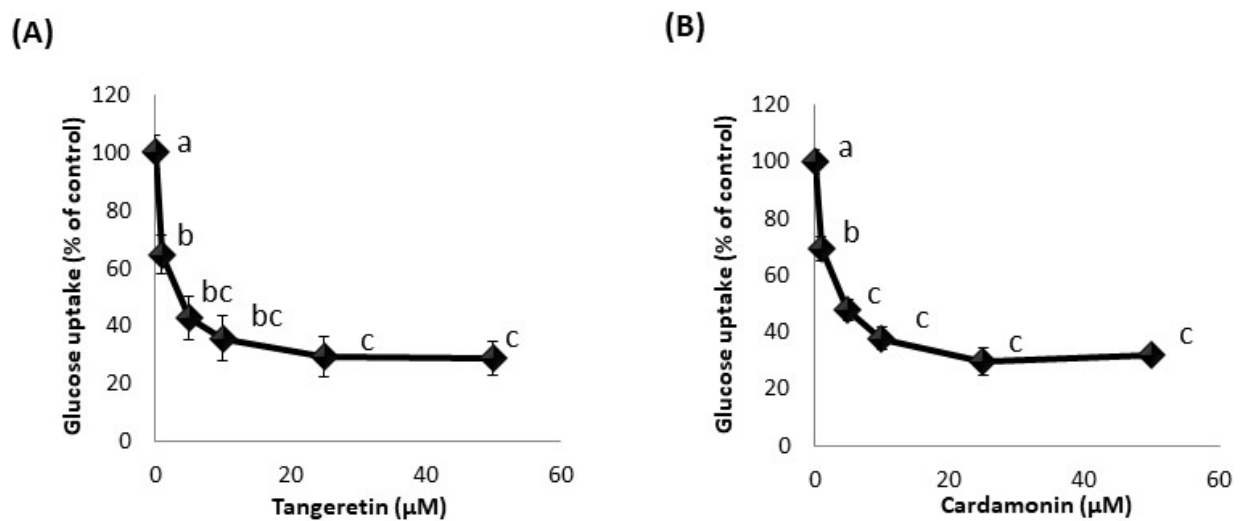 (A)
Glucose uptake (% of control)
120
100
80
60
40
20
0
a
b
bc
bc
c
c
0 20 40 60
Tangeretin (µM)
(B)
Glucose uptake (% of control)
120
100
80
60
40
20
0
a
b
c
c
c
c
0 20 40 60
Cardamonin (µM)